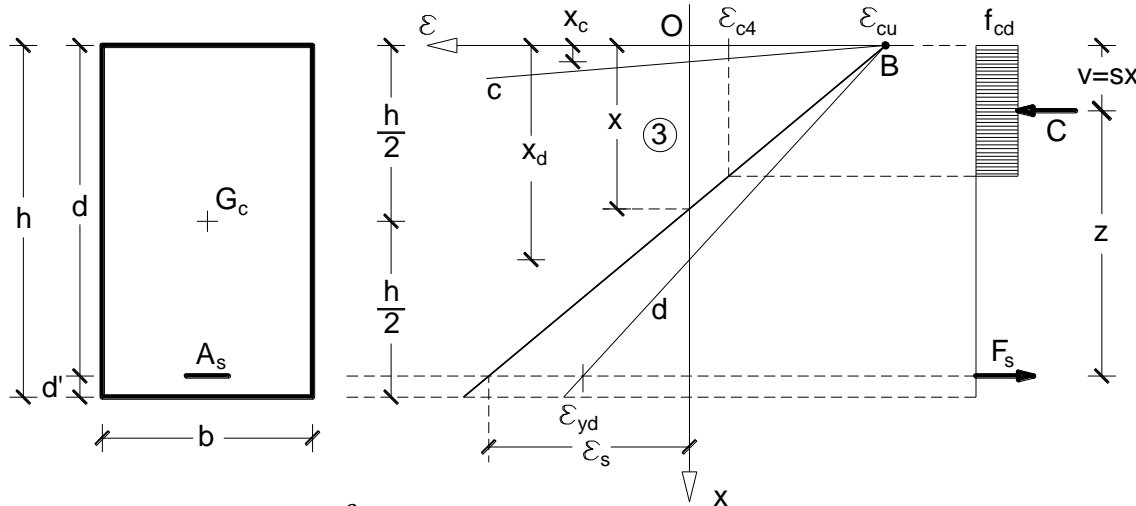 ε x_c O ε_c4 ε_cu f_cd
B
v=sx
C
c
h/2
x
③
x_d
h
d
G_c
z
h/2
d
A_s
F_s
d'
ε_yd
b
ε_s
x